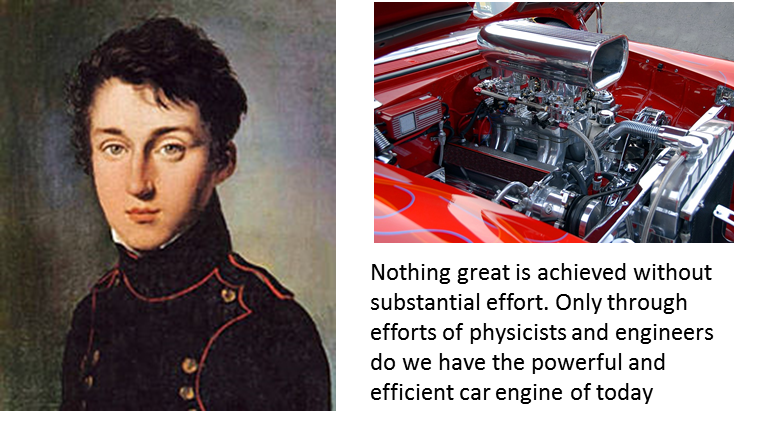 Nothing great is achieved without
substantial effort. Only through
efforts of physicists and engineers
do we have the powerful and
efficient car engine of today